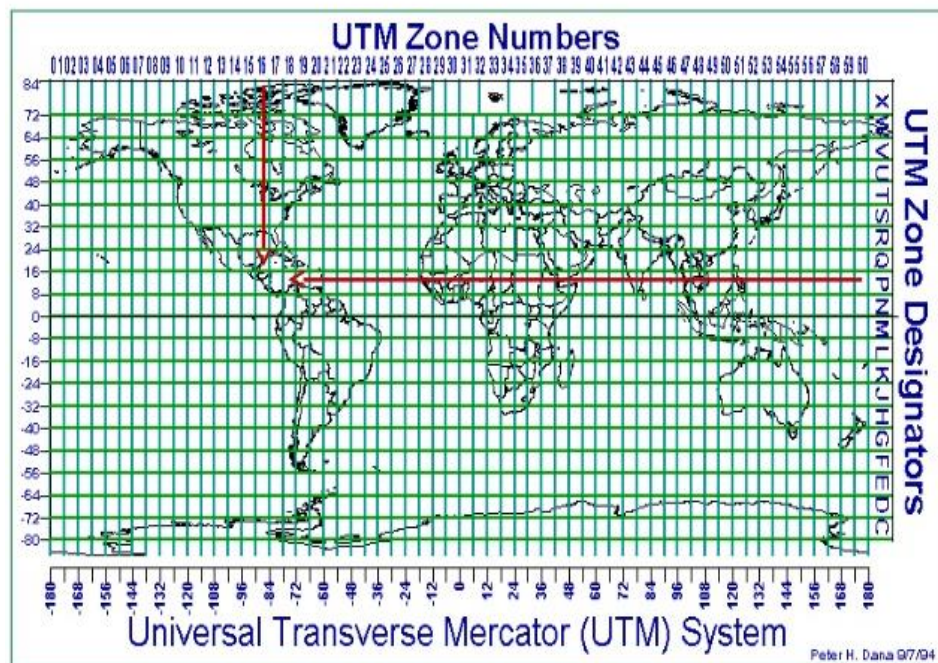 UTM Zone Numbers
01 02 03 04 05 06 07 08 09 10 11 12 13 14 15 16 17 18 19 20 21 22 23 24 25 26 27 28 29 30 31 32 33 34 35 36 37 38 39 40 41 42 43 44 45 46 47 48 49 50 51 52 53 54 55 56 57 58 59 60
84
72
64
56
48
40
32
24
16
8
0
-8
-16
-24
-32
-40
-48
-56
-64
-72
-80
X
W
V
U
T
S
R
Q
P
N
M
L
K
J
H
G
F
E
D
C
UTM Zone Designators
-180 -168 -156 -144 -132 -120 -108 -96 -84 -72 -60 -48 -36 -24 -12 0 12 24 36 48 60 72 84 96 108 120 132 144 156 168 180
Universal Transverse Mercator (UTM) System
Peter H. Dana 9/7/94